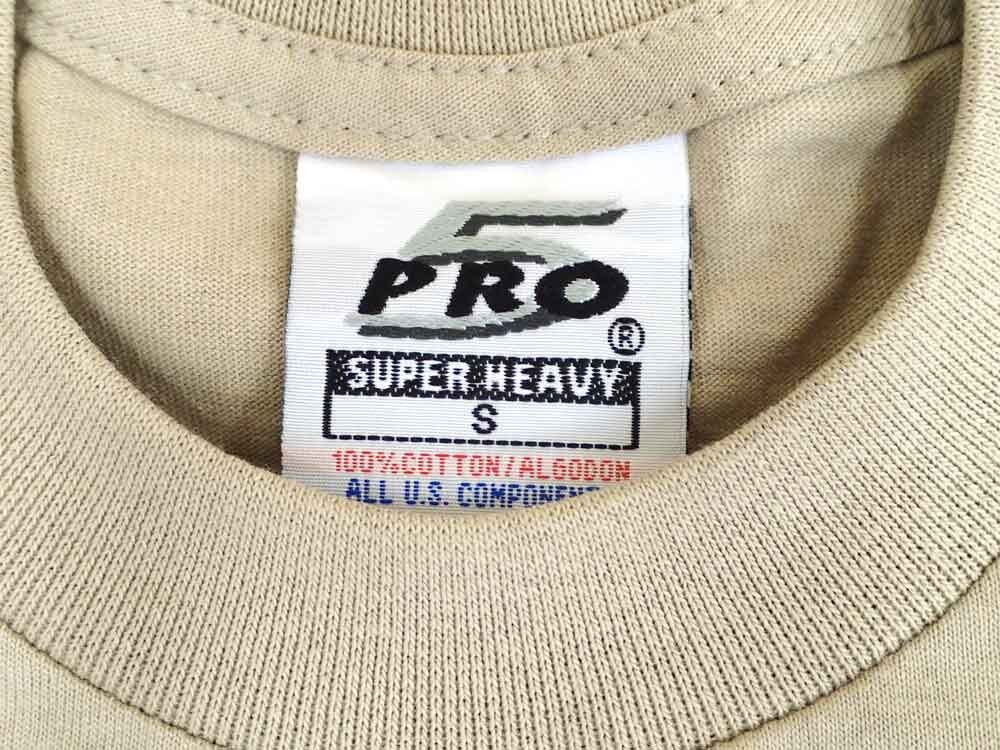 5
PRO
®
SUPER HEAVY
S
100% COTTON/ALGODON
ALL U.S.